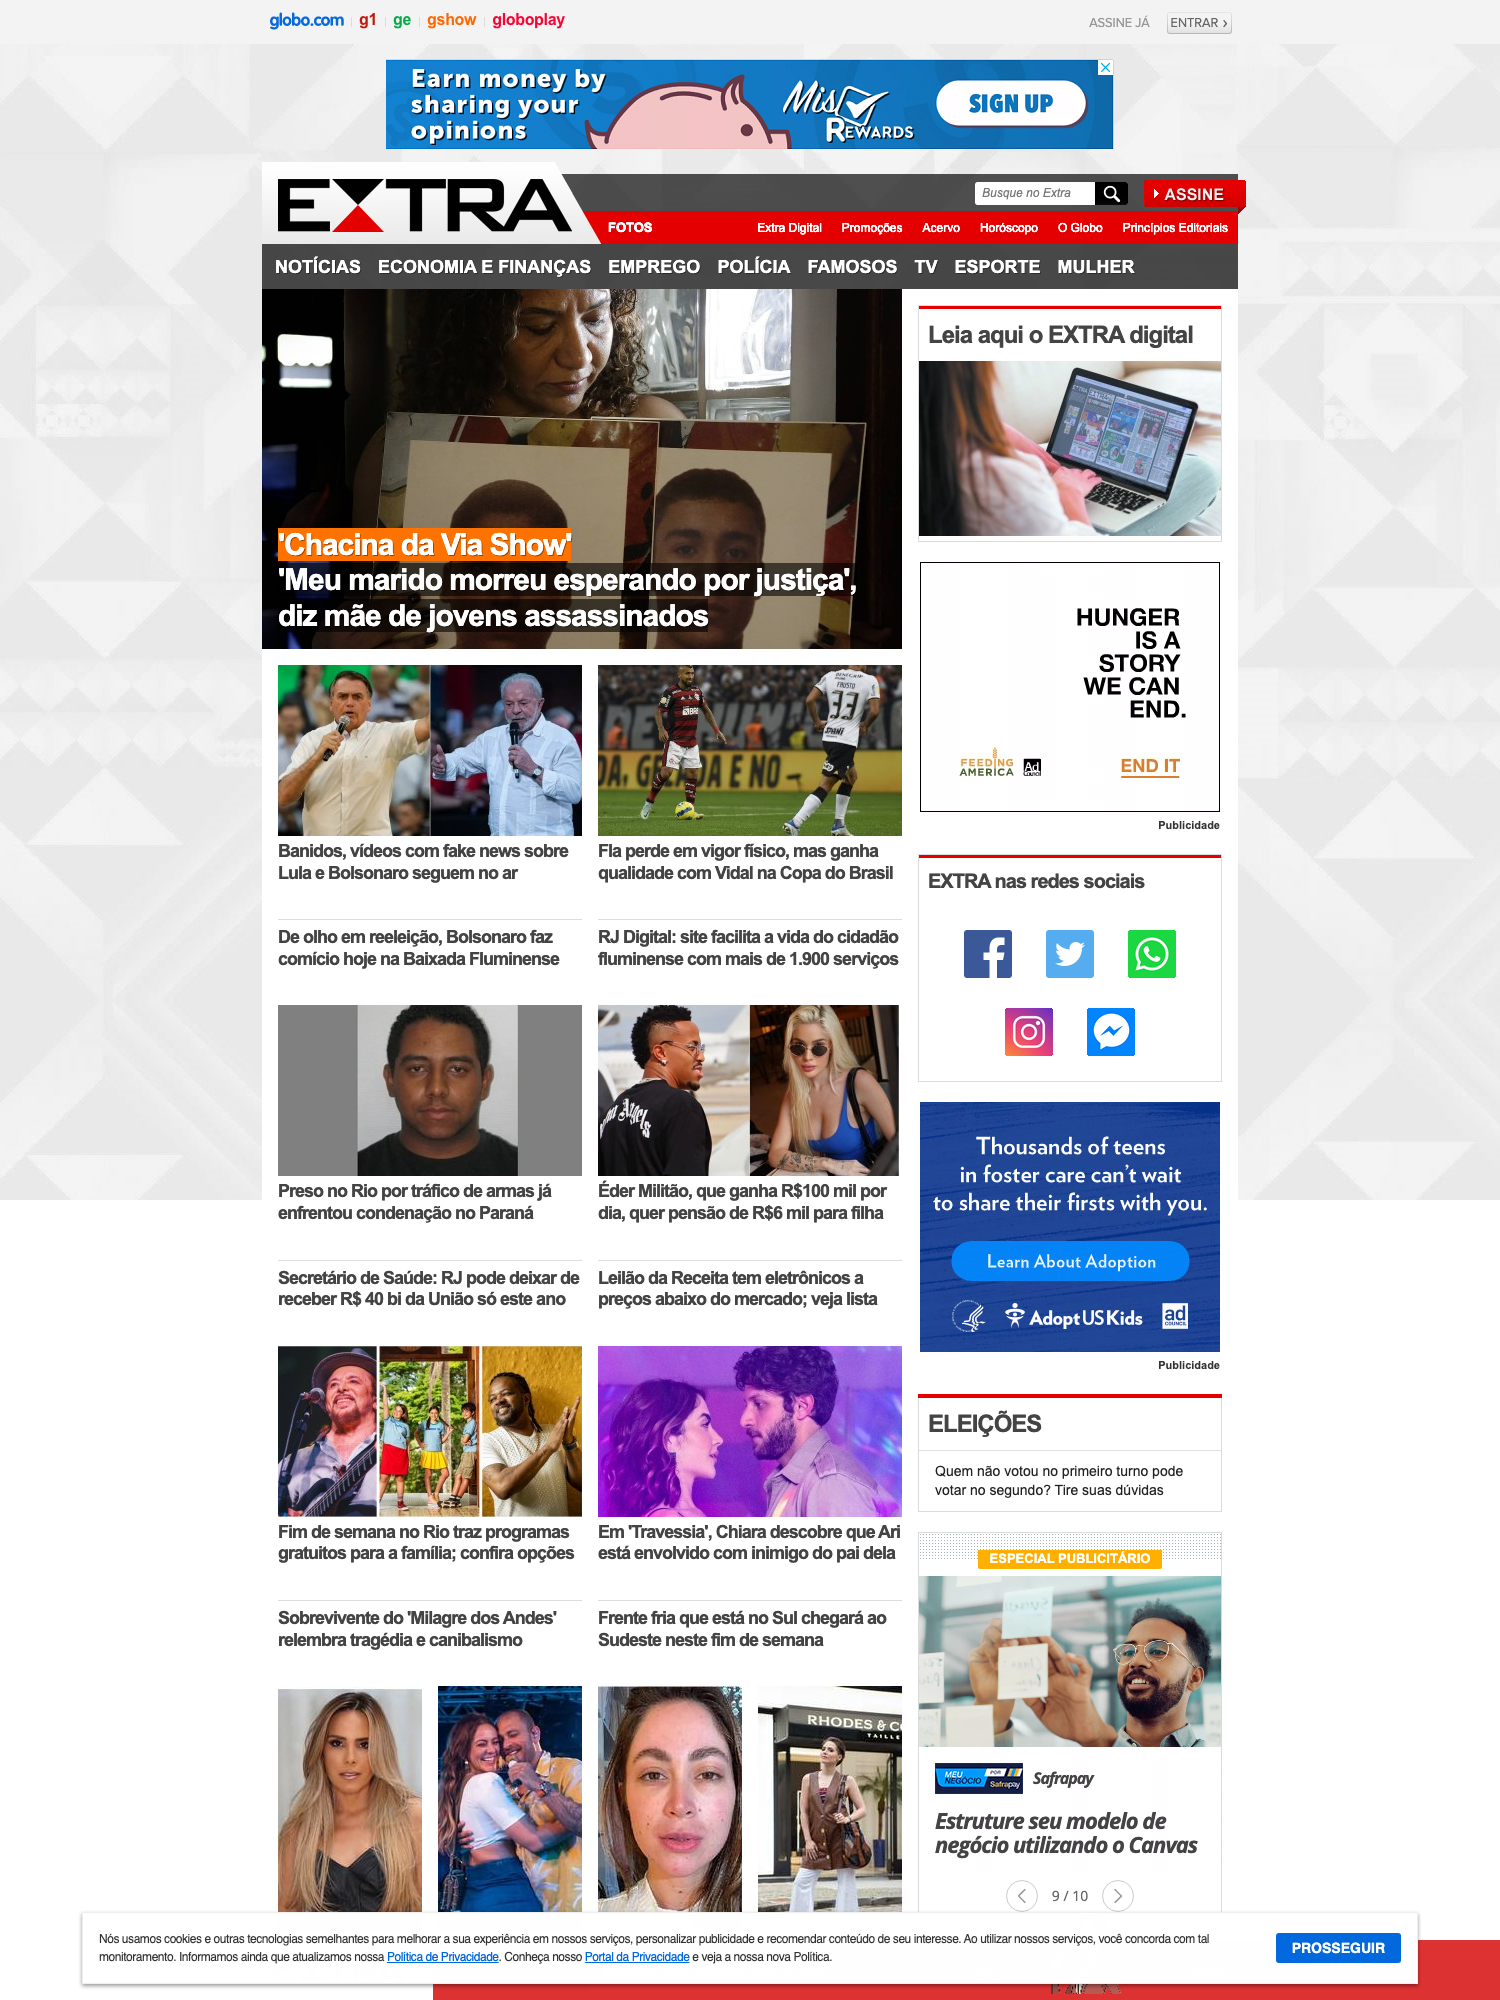 globo.com g1 ge gshow globoplay
ASSINE JÁ ENTRAR
Earn money by
sharing your
opinions
MisRewards
SIGN UP
EXTRA
Busque no Extra
ASSINE
FOTOS
Extra Digital Promoções Acervo Horóscopo O Globo Princípios Editoriais
NOTÍCIAS ECONOMIA E FINANÇAS EMPREGO POLÍCIA FAMOSOS TV ESPORTE MULHER
'Chacina da Via Show'
'Meu marido morreu esperando por justiça',
diz mãe de jovens assassinados
Leia aqui o EXTRA digital
HUNGER
IS A
STORY
WE CAN
END.
FEEDING
AMERICA
Ad
COUNCIL
END IT
Publicidade
FAUSTO
33
Banidos, vídeos com fake news sobre
Lula e Bolsonaro seguem no ar
Fla perde em vigor físico, mas ganha
qualidade com Vidal na Copa do Brasil
De olho em reeleição, Bolsonaro faz
comício hoje na Baixada Fluminense
RJ Digital: site facilita a vida do cidadão
fluminense com mais de 1.900 serviços
EXTRA nas redes sociais
Preso no Rio por tráfico de armas já
enfrentou condenação no Paraná
Éder Militão, que ganha R$100 mil por
dia, quer pensão de R$6 mil para filha
Thousands of teens
in foster care can't wait
to share their firsts with you.
Learn About Adoption
AdoptUSKids
ad
COUNCIL
Publicidade
Secretário de Saúde: RJ pode deixar de
receber R$ 40 bi da União só este ano
Leilão da Receita tem eletrônicos a
preços abaixo do mercado; veja lista
Fim de semana no Rio traz programas
gratuitos para a família; confira opções
Em 'Travessia', Chiara descobre que Ari
está envolvido com inimigo do pai dela
ELEIÇÕES
Quem não votou no primeiro turno pode
votar no segundo? Tire suas dúvidas
ESPECIAL PUBLICITÁRIO
Sobrevivente do 'Milagre dos Andes'
relembra tragédia e canibalismo
Frente fria que está no Sul chegará ao
Sudeste neste fim de semana
RHODES & C
MEU
NEGÓCIO
POR
Safrapay
Safrapay
Estruture seu modelo de
negócio utilizando o Canvas
9 / 10
Nós usamos cookies e outras tecnologias semelhantes para melhorar a sua experiência em nossos serviços, personalizar publicidade e recomendar conteúdo de seu interesse. Ao utilizar nossos serviços, você concorda com tal
monitoramento. Informamos ainda que atualizamos nossa Política de Privacidade. Conheça nosso Portal da Privacidade e veja a nossa nova Política.
PROSSEGUIR